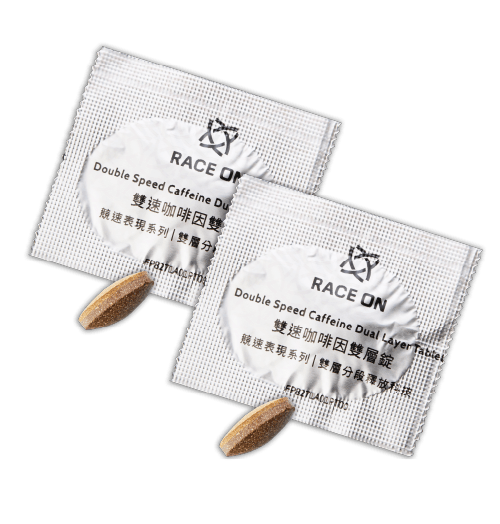 RACE ON
Double Speed Caffeine Du
雙速咖啡因雙
競速表現系列 | 雙層分
RACE ON
Double Speed Caffeine Dual Layer Tablet
雙速咖啡因雙層錠
競速表現系列 | 雙層分段釋放科技